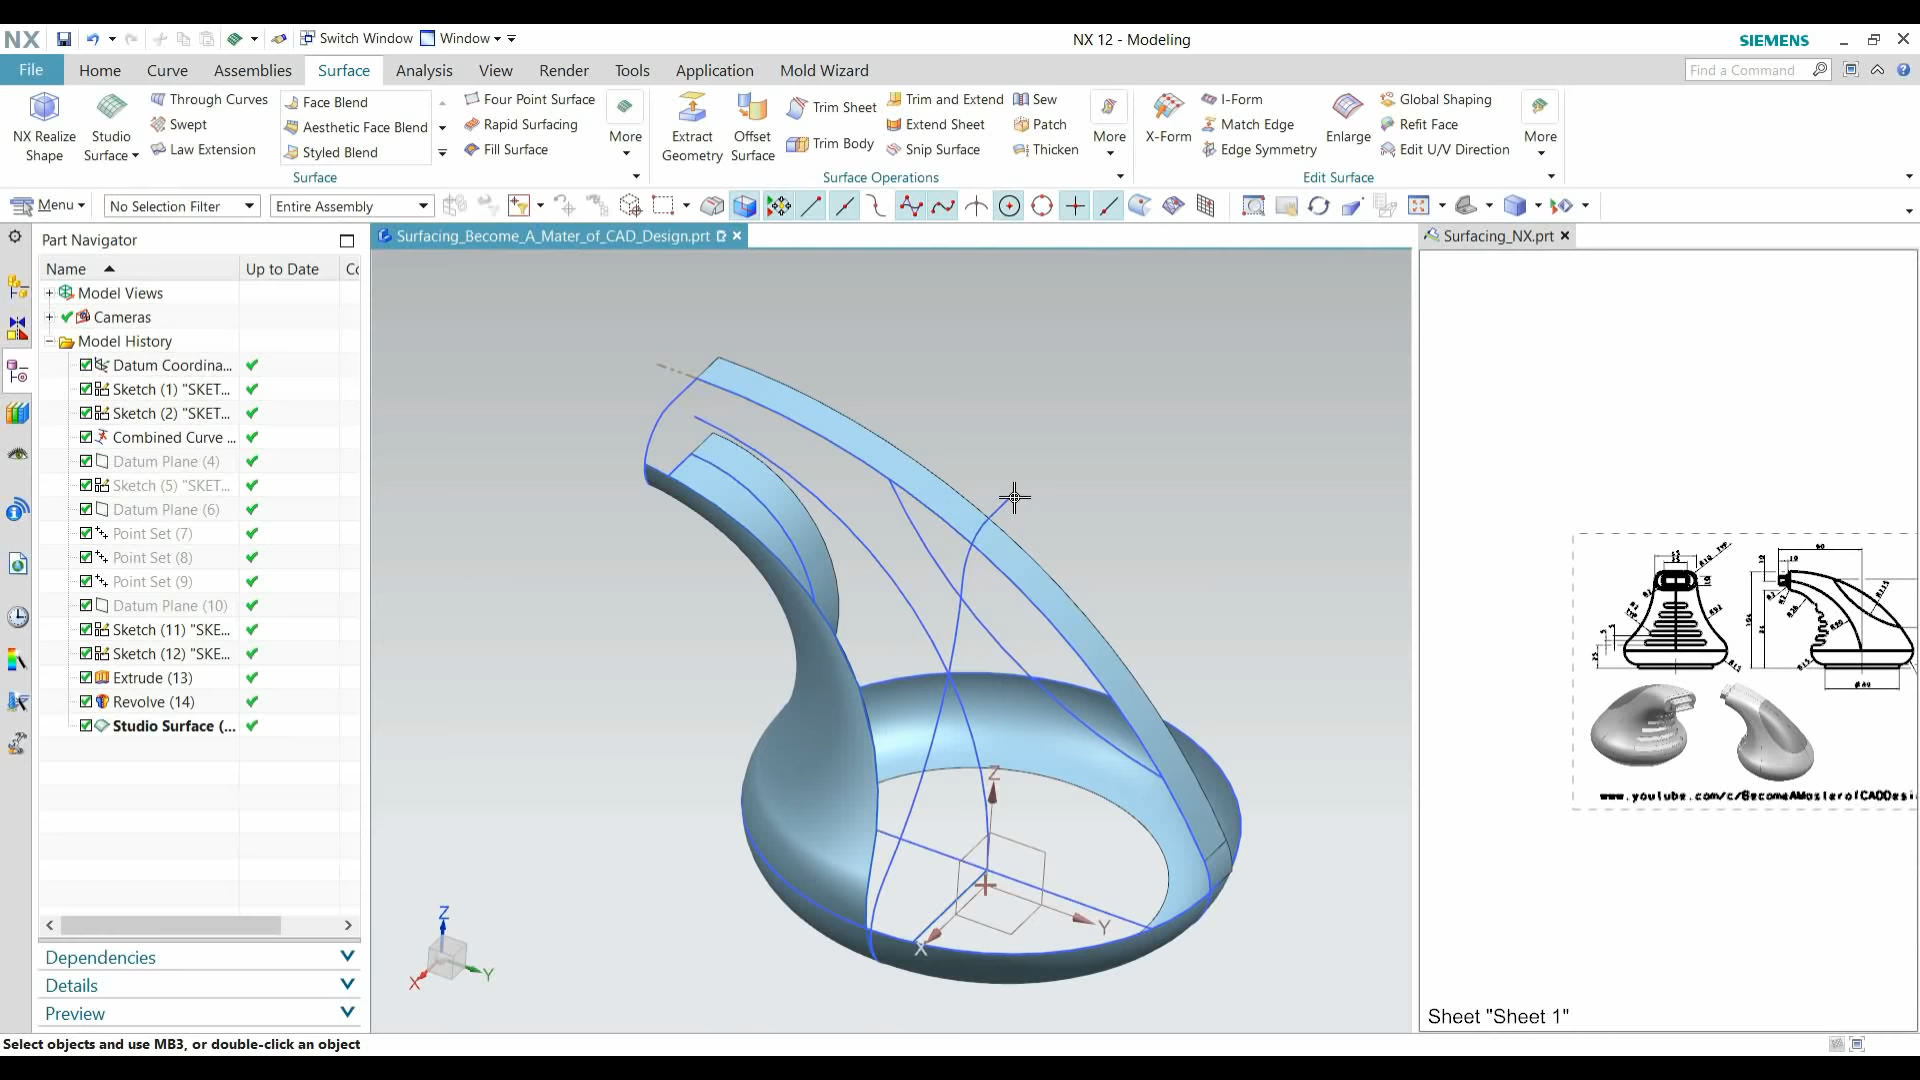 NX
Switch Window
Window
NX 12 - Modeling
SIEMENS
File
Home
Curve
Assemblies
Surface
Analysis
View
Render
Tools
Application
Mold Wizard
Find a Command
NX Realize Shape
Studio Surface
Through Curves
Swept
Law Extension
Face Blend
Aesthetic Face Blend
Styled Blend
Four Point Surface
Rapid Surfacing
Fill Surface
More
Surface
Extract Geometry
Offset Surface
Trim Sheet
Trim Body
Trim and Extend
Extend Sheet
Snip Surface
Sew
Patch
Thicken
More
Surface Operations
X-Form
I-Form
Match Edge
Edge Symmetry
Enlarge
Global Shaping
Refit Face
Edit U/V Direction
More
Edit Surface
Menu
No Selection Filter
Entire Assembly
Part Navigator
Surfacing_Become_A_Mater_of_CAD_Design.prt
Surfacing_NX.prt
Name
Up to Date
Model Views
Cameras
Model History
Datum Coordina...
Sketch (1) "SKET...
Sketch (2) "SKET...
Combined Curve ...
Datum Plane (4)
Sketch (5) "SKET...
Datum Plane (6)
Point Set (7)
Point Set (8)
Point Set (9)
Datum Plane (10)
Sketch (11) "SKE...
Sketch (12) "SKE...
Extrude (13)
Revolve (14)
Studio Surface (...
Dependencies
Details
Preview
Z
Y
X
Z
Y
X
www.youtube.com/c/BecomeAMasterofCADDesi
Sheet "Sheet 1"
Select objects and use MB3, or double-click an object